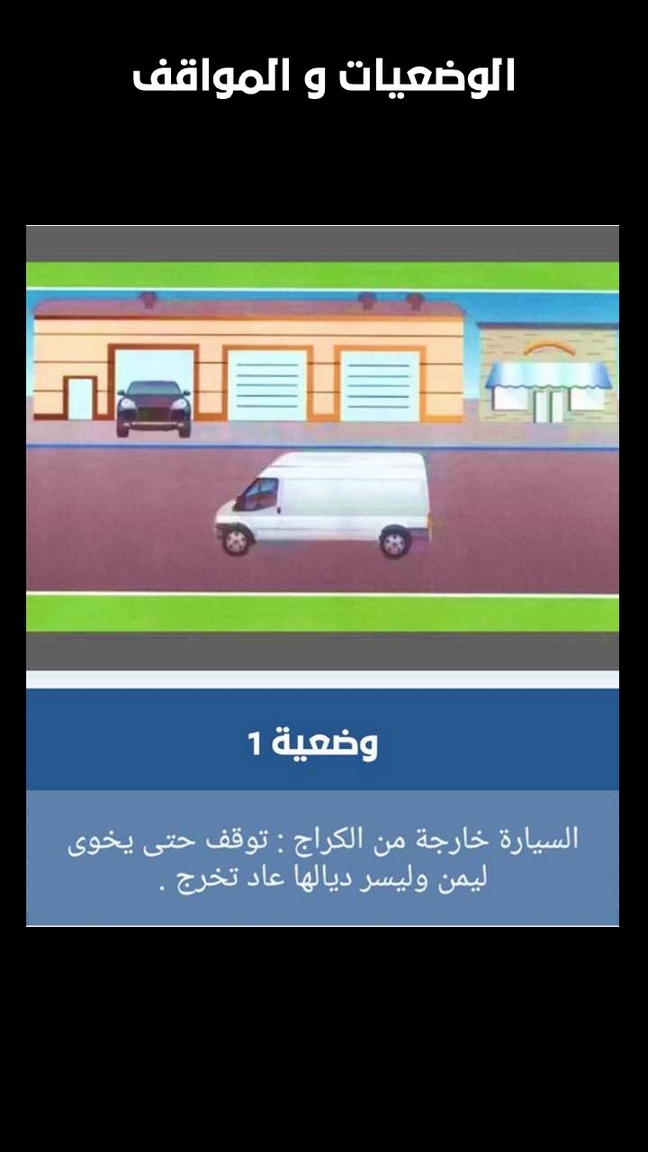 الوضعيات و المواقف
وضعية 1
السيارة خارجة من الكراج : توقف حتى يخوى
ليمن وليسر ديالها عاد تخرج .